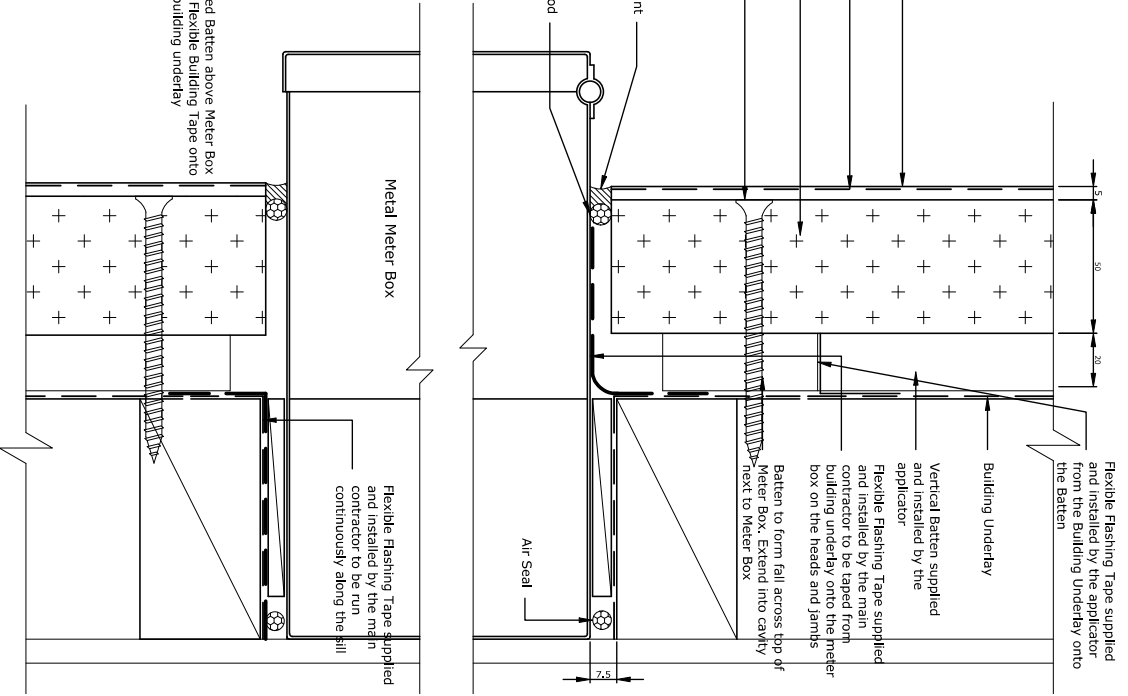 Flexible Flashing Tape supplied
and installed by the applicator
from the Building Underlay onto
the Batten
Building Underlay
Vertical Batten supplied
and installed by the
applicator
Flexible Flashing Tape supplied
and installed by the main
contractor to be taped from
building underlay onto the meter
box on the heads and jambs
Batten to form fall across top of
Meter Box. Extend into cavity
next to Meter Box
Air Seal
Flexible Flashing Tape supplied
and installed by the main
contractor to be run
continuously along the sill
Metal Meter Box
ed Batten above Meter Box
Flexible Building Tape onto
building underlay
nt
od
5
50
20
7.5